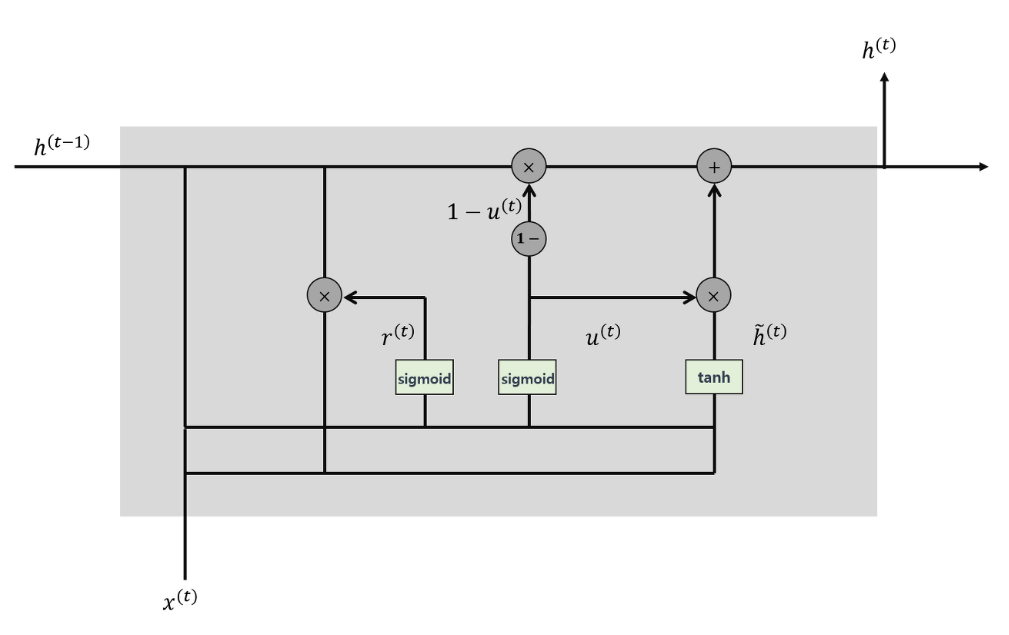 h^(t)
h^(t−1)
× +
1 − u^(t)
1 −
× ×
r^(t) u^(t) h̃^(t)
sigmoid sigmoid tanh
x^(t)